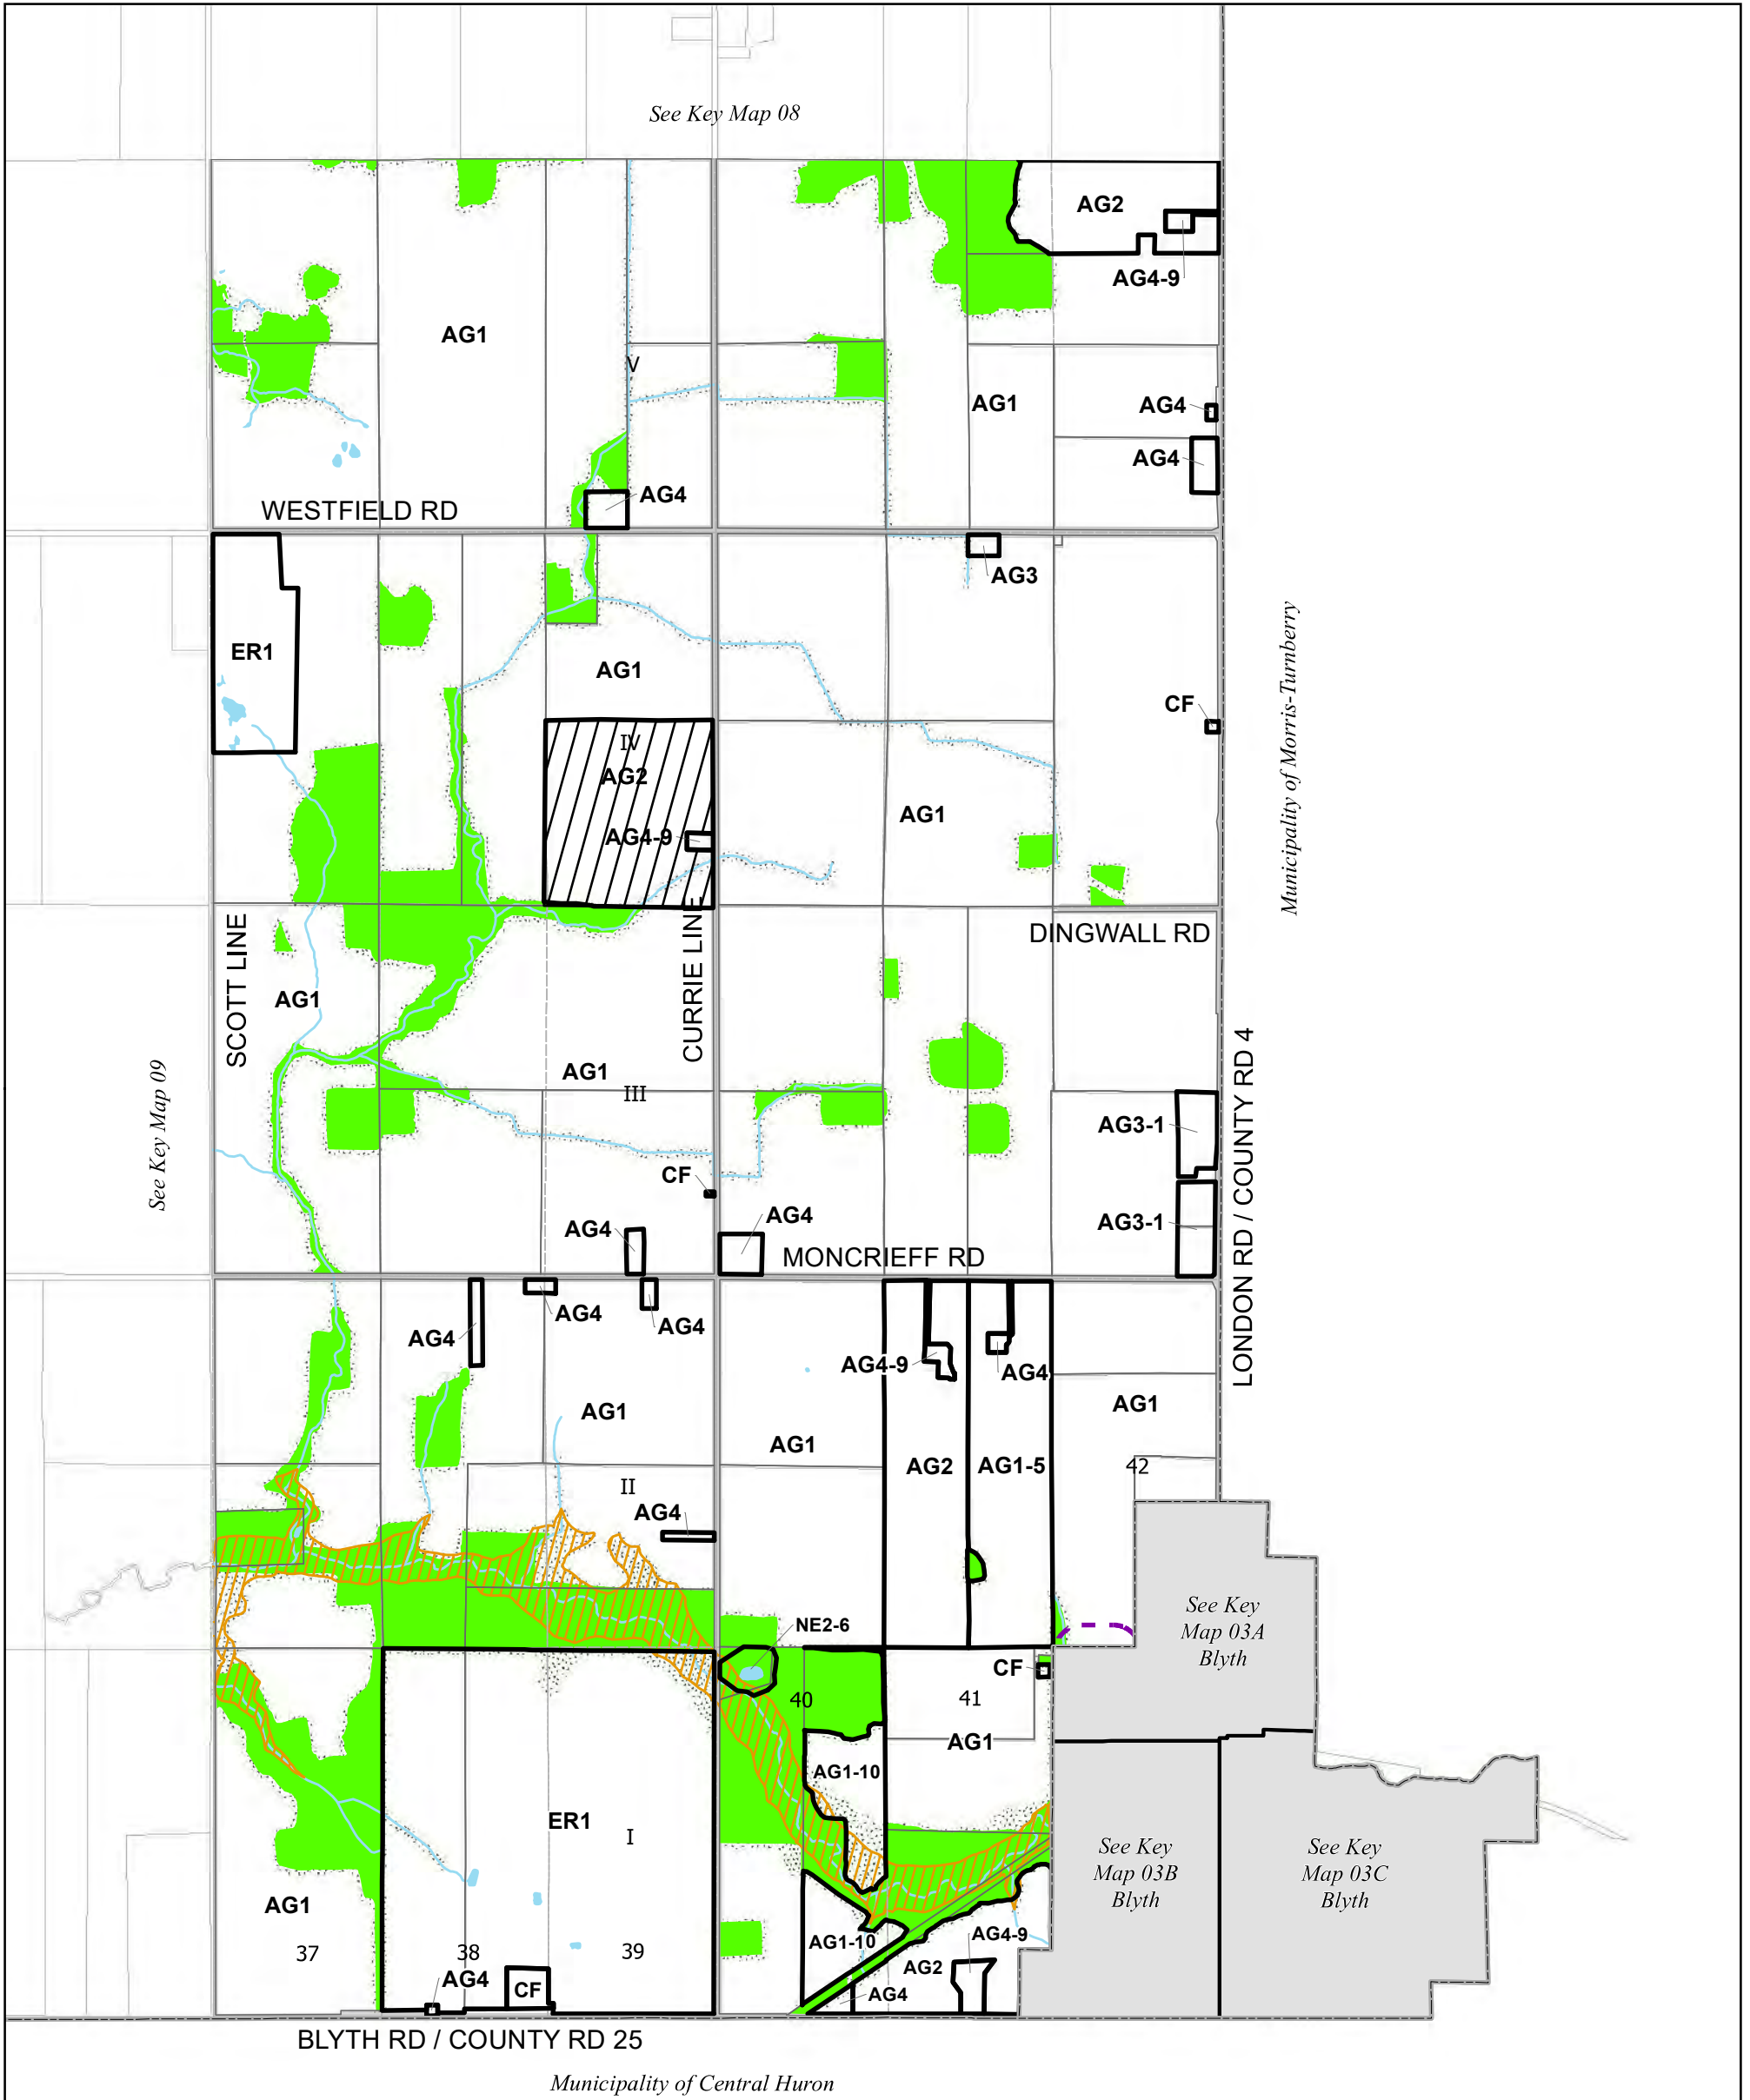 See Key Map 08
AG2
AG4-9
AG1
V
AG1
AG4
AG4
AG4
WESTFIELD RD
AG3
ER1
AG1
CF
IV
AG2
AG1
AG4-9
Municipality of Morris-Turnberry
DINGWALL RD
SCOTT LINE
CURRIE LINE
AG1
AG1
III
See Key Map 09
LONDON RD / COUNTY RD 4
AG3-1
CF
AG4
AG4
AG3-1
MONCRIEFF RD
AG4
AG4
AG4
AG4-9
AG4
AG1
AG1
AG1
AG2
AG1-5
42
II
AG4
See Key
Map 03A
Blyth
NE2-6
CF
40
41
AG1
AG1-10
ER1
I
See Key
Map 03B
Blyth
See Key
Map 03C
Blyth
AG1
AG4-9
AG1-10
37
38
39
AG2
AG4
CF
AG4
BLYTH RD / COUNTY RD 25
Municipality of Central Huron